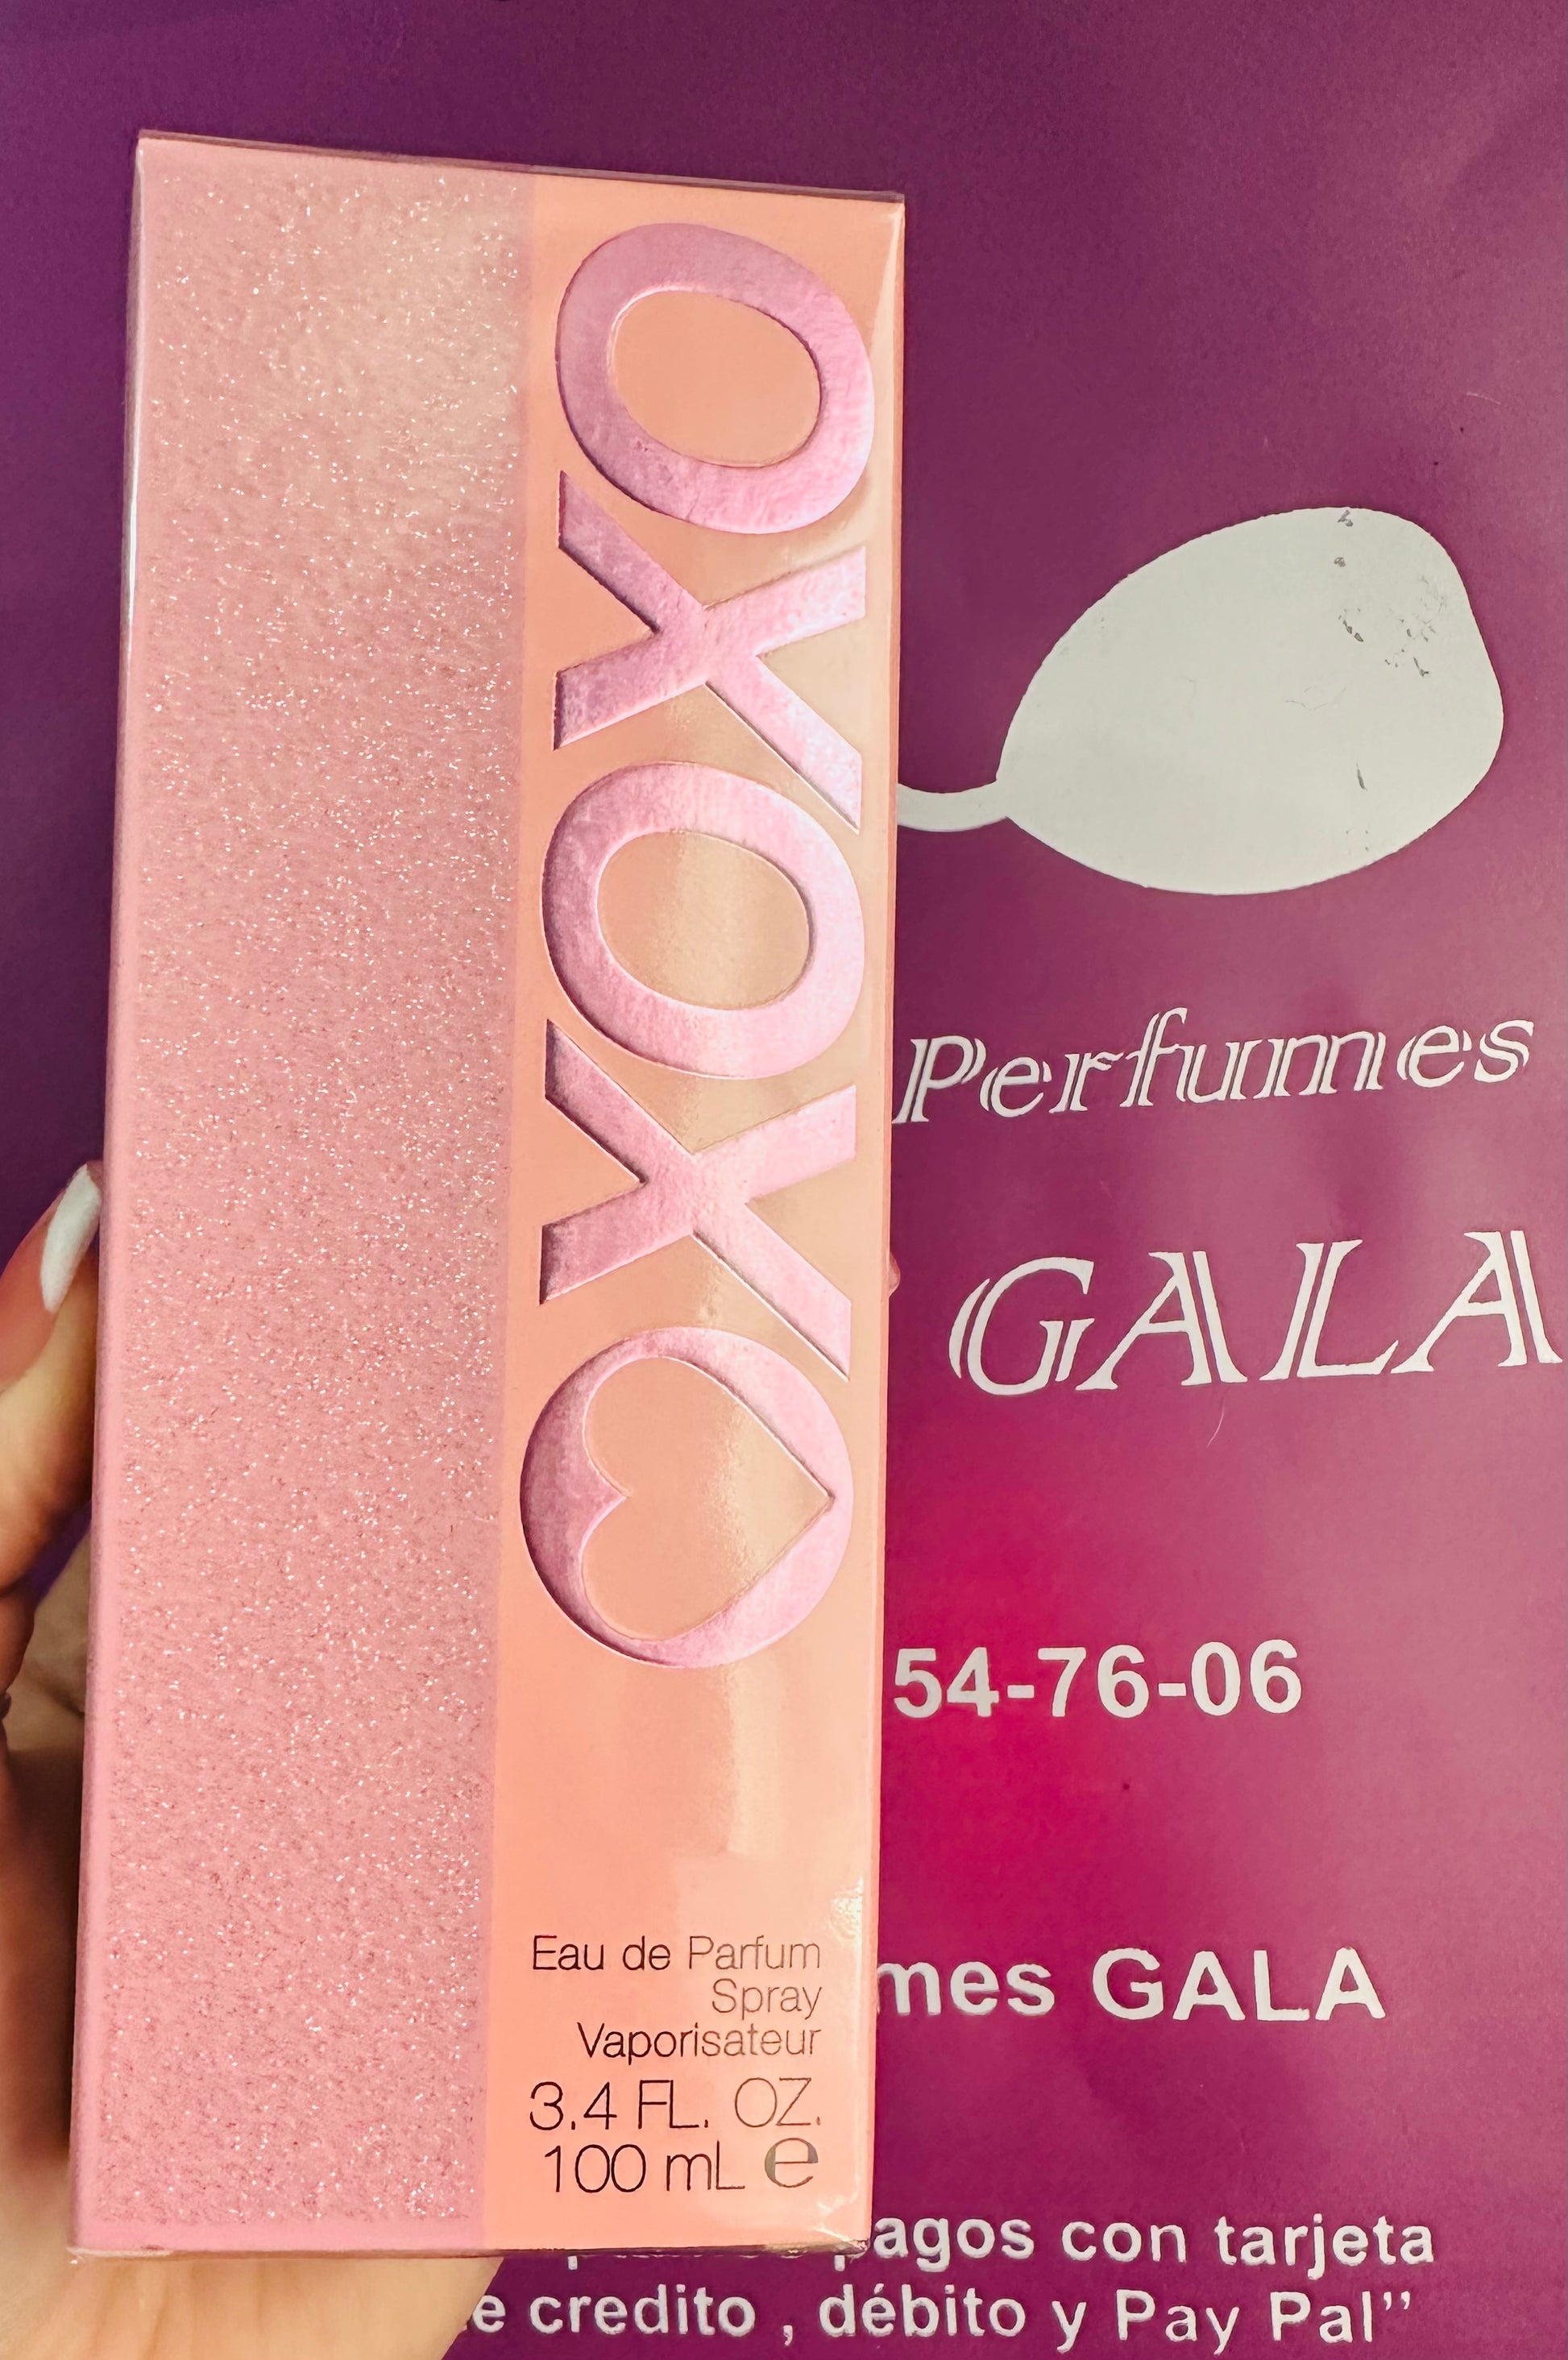 OXOXO
Eau de Parfum
Spray
Vaporisateur
3.4 FL. OZ.
100 mL ℮
Perfumes
GALA
54-76-06
mes GALA
pagos con tarjeta
e credito , débito y Pay Pal”